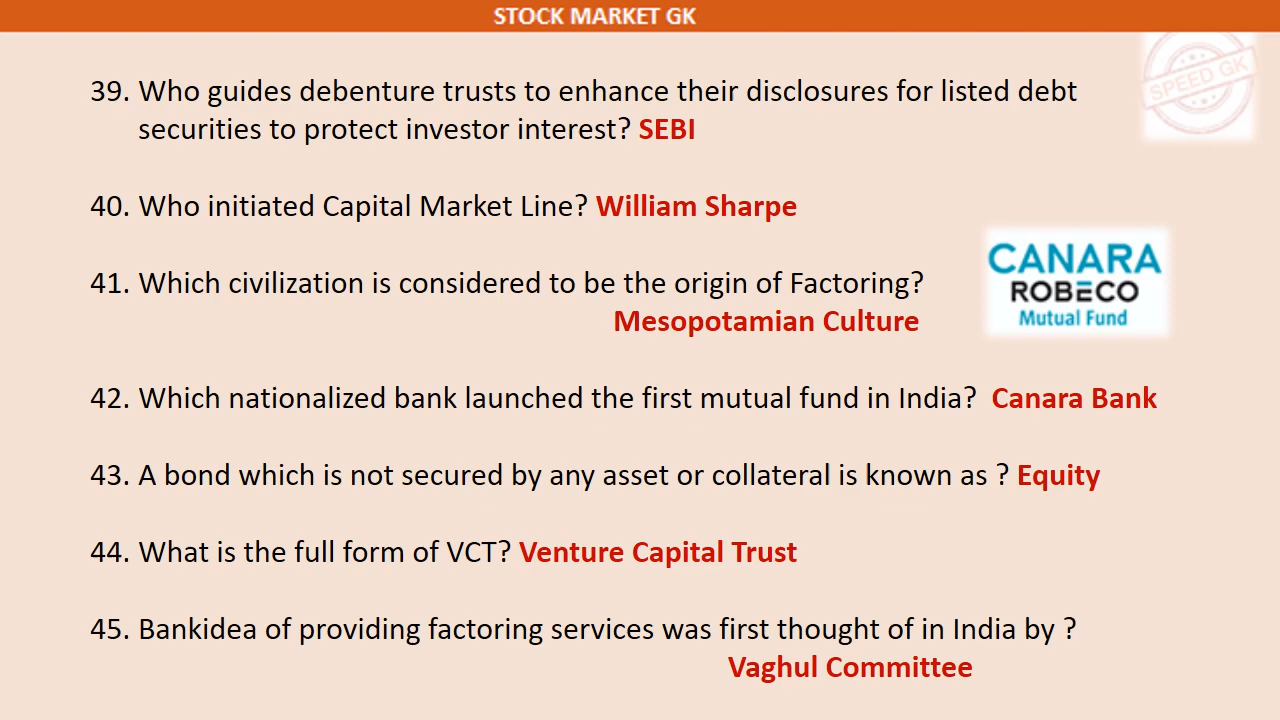 STOCK MARKET GK
SPEED GK
39. Who guides debenture trusts to enhance their disclosures for listed debt
securities to protect investor interest? SEBI
40. Who initiated Capital Market Line? William Sharpe
41. Which civilization is considered to be the origin of Factoring?
Mesopotamian Culture
CANARA
ROBECO
Mutual Fund
42. Which nationalized bank launched the first mutual fund in India? Canara Bank
43. A bond which is not secured by any asset or collateral is known as ? Equity
44. What is the full form of VCT? Venture Capital Trust
45. Bankidea of providing factoring services was first thought of in India by ?
Vaghul Committee